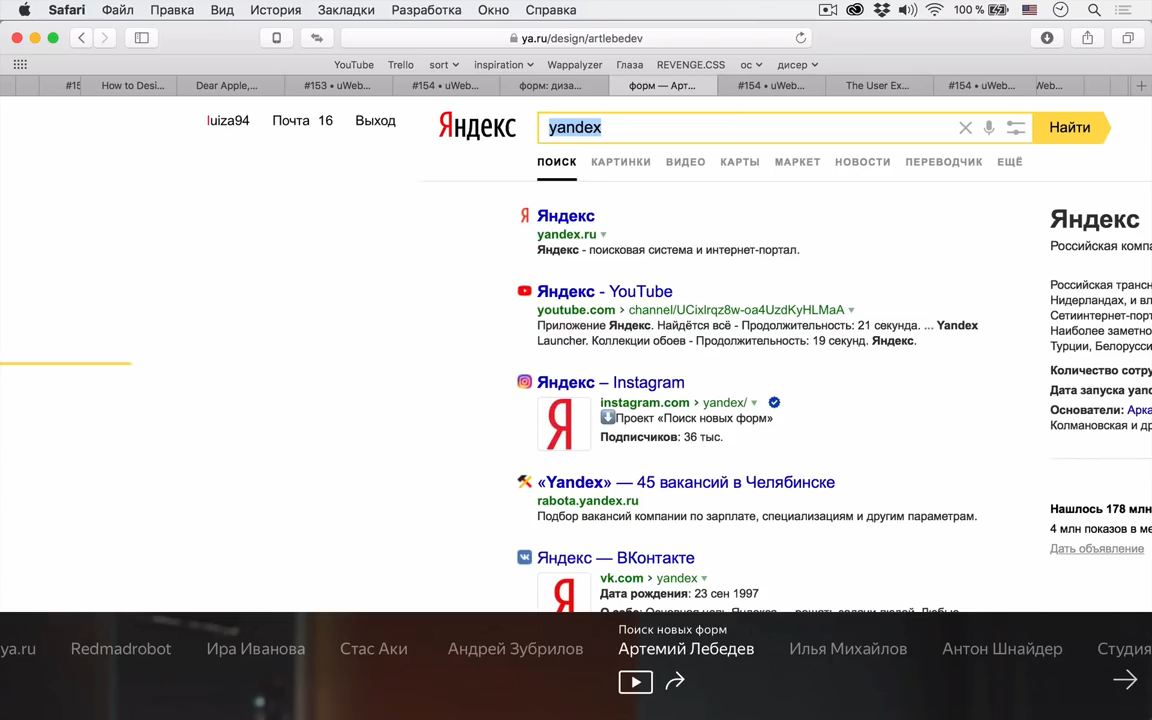 Safari Файл Правка Вид История Закладки Разработка Окно Справка 100 %
ya.ru/design/artlebedev
YouTube Trello sort inspiration Wappalyzer Глаза REVENGE.CSS ос дисер
#15 How to Desi... Dear Apple,... #153 • uWeb... #154 • uWeb... форм: диза... форм — Арт... #154 • uWeb... The User Ex... #154 • uWeb... Web...
luiza94 Почта 16 Выход
Яндекс yandex Найти
ПОИСК КАРТИНКИ ВИДЕО КАРТЫ МАРКЕТ НОВОСТИ ПЕРЕВОДЧИК ЕЩЁ
Я Яндекс
yandex.ru
Яндекс - поисковая система и интернет-портал.
Яндекс - YouTube
youtube.com › channel/UCixlrqz8w-oa4UzdKyHLMaA
Приложение Яндекс. Найдётся всё - Продолжительность: 21 секунда. ... Yandex
Launcher. Коллекции обоев - Продолжительность: 19 секунд. Яндекс.
Яндекс – Instagram
Я
instagram.com › yandex/
Проект «Поиск новых форм»
Подписчиков: 36 тыс.
«Yandex» — 45 вакансий в Челябинске
rabota.yandex.ru
Подбор вакансий компании по зарплате, специализациям и другим параметрам.
Яндекс — ВКонтакте
Я
vk.com › yandex
Дата рождения: 23 сен 1997
Яндекс
Российская компа
Российская трансн
Нидерландах, и вл
Сетиинтернет-порт
Наиболее заметно
Турции, Белорусси
Количество сотру
Дата запуска yand
Основатели: Арка
Колмановская и др
Нашлось 178 млн
4 млн показов в ме
Дать объявление
Поиск новых форм
ya.ru Redmadrobot Ира Иванова Стас Аки Андрей Зубрилов Артемий Лебедев Илья Михайлов Антон Шнайдер Студия